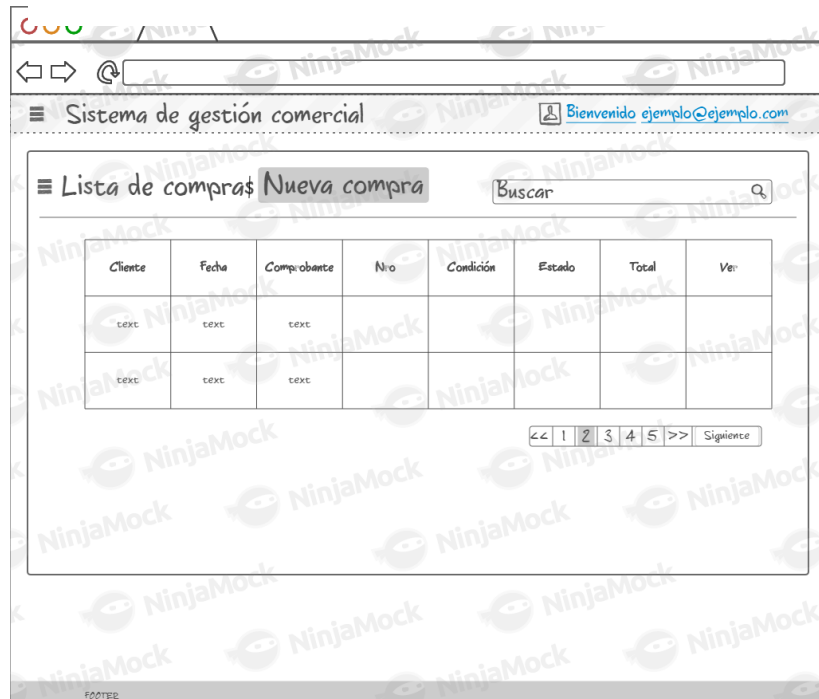 Sistema de gestión comercial Bienvenido ejemplo@ejemplo.com
Lista de compras Nueva compra Buscar
Cliente Fecha Comprobante Nro Condición Estado Total Ver
text text text
text text text
<< 1 2 3 4 5 >> Siguiente
FOOTER
NinjaMock